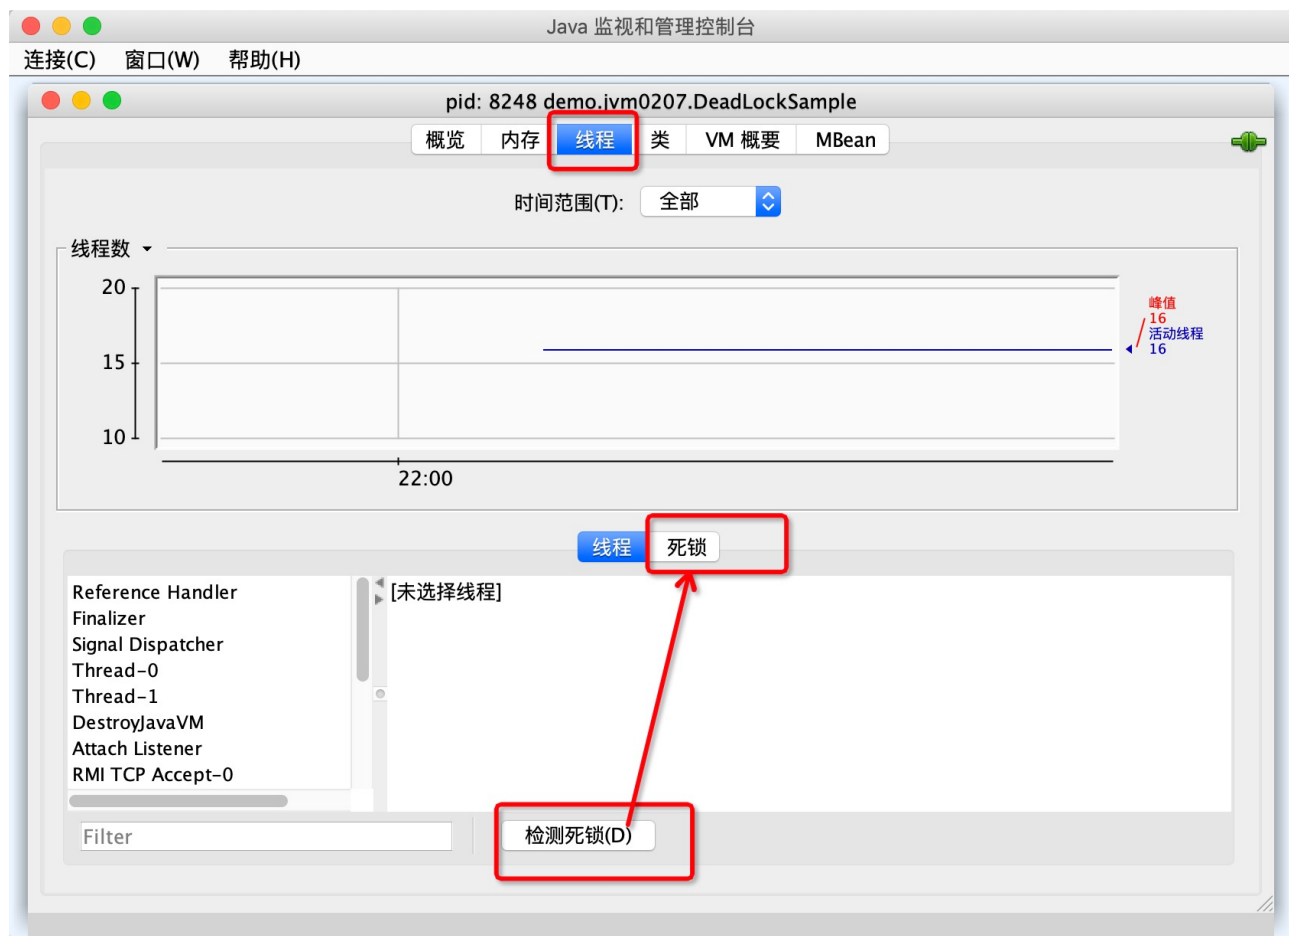 Java 监视和管理控制台
连接(C) 窗口(W) 帮助(H)
pid: 8248 demo.jvm0207.DeadLockSample
概览 内存 线程 类 VM 概要 MBean
时间范围(T): 全部
线程数
20
15
10
峰值
16
活动线程
16
22:00
线程 死锁
Reference Handler
Finalizer
Signal Dispatcher
Thread-0
Thread-1
DestroyJavaVM
Attach Listener
RMI TCP Accept-0
[未选择线程]
Filter
检测死锁(D)